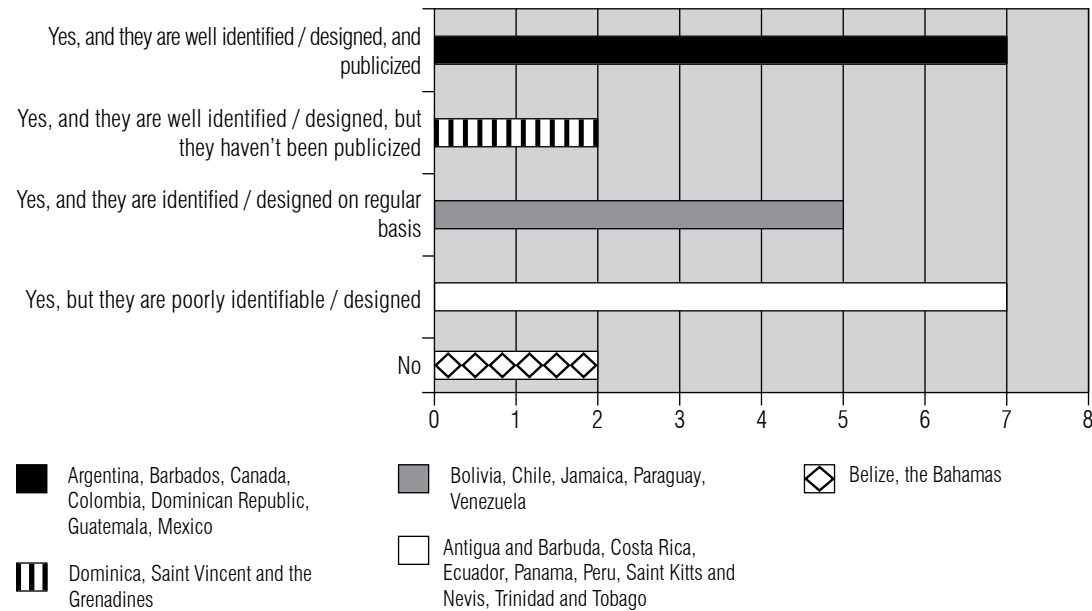 Yes, and they are well identified / designed, and
publicized
Yes, and they are well identified / designed, but
they haven't been publicized
Yes, and they are identified / designed on regular
basis
Yes, but they are poorly identifiable / designed
No
0 1 2 3 4 5 6 7 8
Argentina, Barbados, Canada,
Colombia, Dominican Republic,
Guatemala, Mexico
Dominica, Saint Vincent and the
Grenadines
Bolivia, Chile, Jamaica, Paraguay,
Venezuela
Antigua and Barbuda, Costa Rica,
Ecuador, Panama, Peru, Saint Kitts and
Nevis, Trinidad and Tobago
Belize, the Bahamas